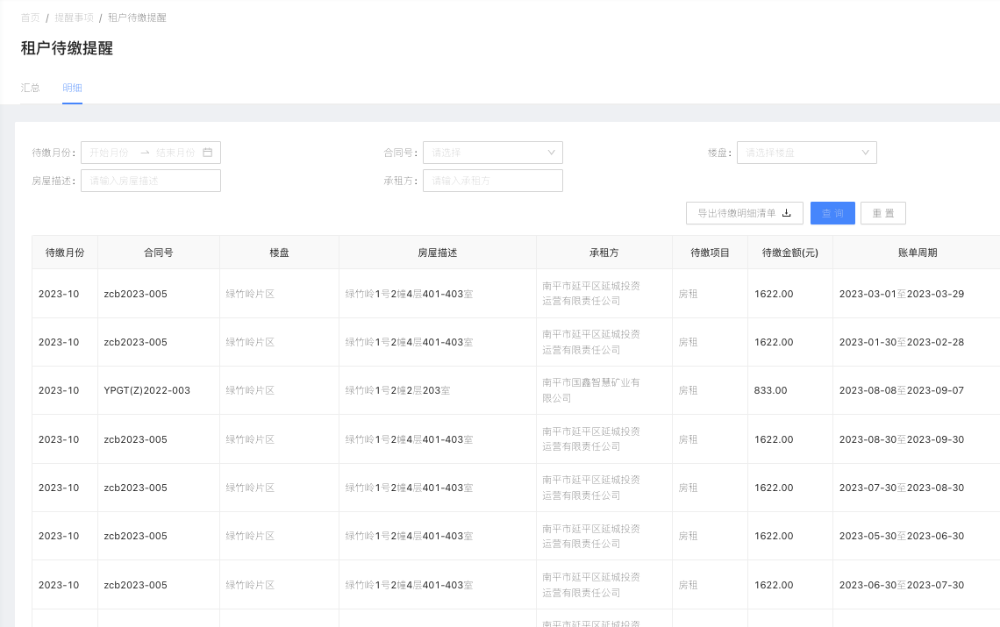 首页 / 提醒事项 / 租户待缴提醒
租户待缴提醒
汇总 明细
待缴月份: 开始月份 → 结束月份 合同号: 请选择 楼盘: 请选择楼盘
房屋描述: 请输入房屋描述 承租方: 请输入承租方
导出待缴明细清单 查 询 重 置
待缴月份 合同号 楼盘 房屋描述 承租方 待缴项目 待缴金额(元) 账单周期
2023-10 zcb2023-005 绿竹岭片区 绿竹岭1号2幢4层401-403室 南平市延平区延城投资
运营有限责任公司 房租 1622.00 2023-03-01至2023-03-29
2023-10 zcb2023-005 绿竹岭片区 绿竹岭1号2幢4层401-403室 南平市延平区延城投资
运营有限责任公司 房租 1622.00 2023-01-30至2023-02-28
2023-10 YPGT(Z)2022-003 绿竹岭片区 绿竹岭1号2幢2层203室 南平市国鑫智慧矿业有
限公司 房租 833.00 2023-08-08至2023-09-07
2023-10 zcb2023-005 绿竹岭片区 绿竹岭1号2幢4层401-403室 南平市延平区延城投资
运营有限责任公司 房租 1622.00 2023-08-30至2023-09-30
2023-10 zcb2023-005 绿竹岭片区 绿竹岭1号2幢4层401-403室 南平市延平区延城投资
运营有限责任公司 房租 1622.00 2023-07-30至2023-08-30
2023-10 zcb2023-005 绿竹岭片区 绿竹岭1号2幢4层401-403室 南平市延平区延城投资
运营有限责任公司 房租 1622.00 2023-05-30至2023-06-30
2023-10 zcb2023-005 绿竹岭片区 绿竹岭1号2幢4层401-403室 南平市延平区延城投资
运营有限责任公司 房租 1622.00 2023-06-30至2023-07-30
南平市延平区延城投资